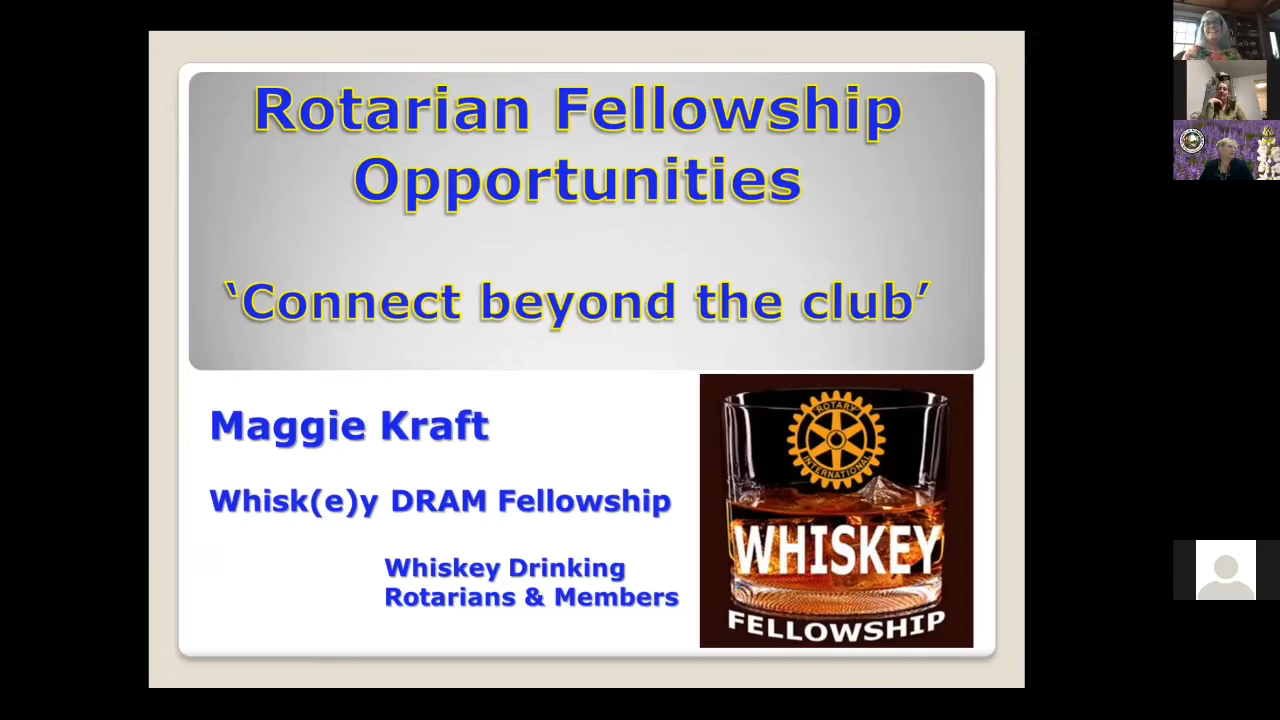 Rotarian Fellowship
Opportunities
‘Connect beyond the club’
Maggie Kraft
Whisk(e)y DRAM Fellowship
Whiskey Drinking
Rotarians & Members
ROTARY
INTERNATIONAL
WHISKEY
FELLOWSHIP